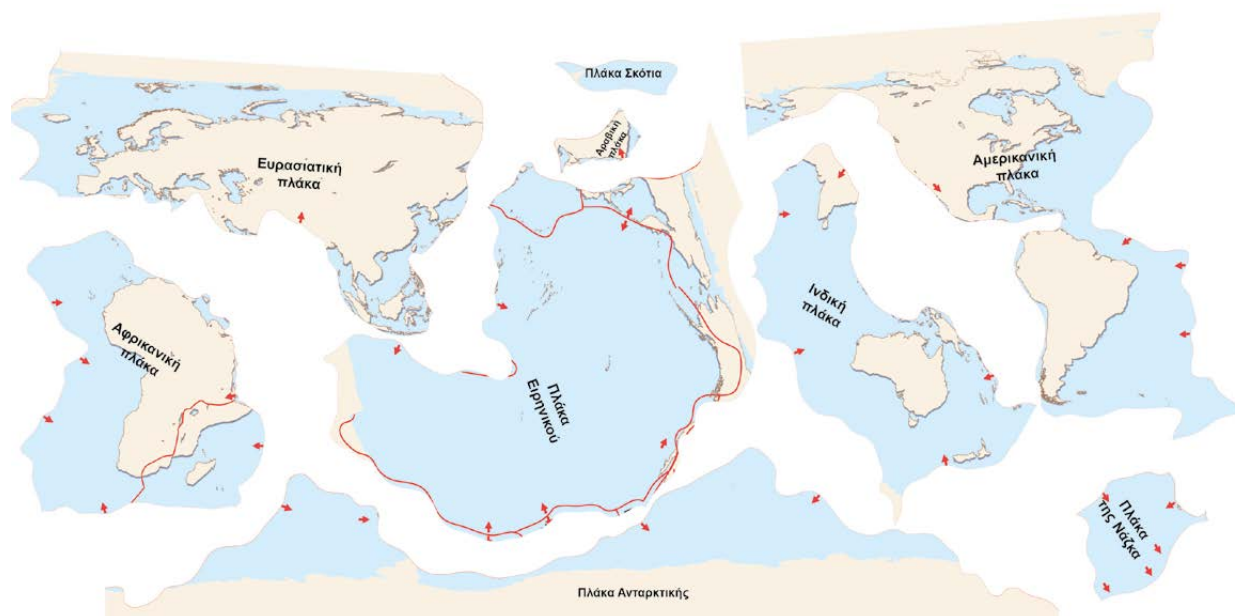 Πλάκα Σκότια
Αραβική
πλάκα
Ευρασιατική
πλάκα
Αμερικανική
πλάκα
Αφρικανική
πλάκα
Ινδική
πλάκα
Πλάκα
Ειρηνικού
Πλάκα
της Νάζκα
Πλάκα Ανταρκτικής